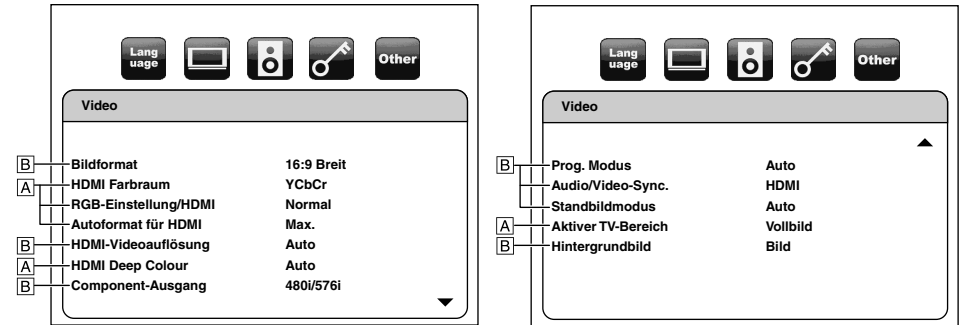 Lang
uage
Other
Video
B Bildformat 16:9 Breit
A HDMI Farbraum YCbCr
RGB-Einstellung/HDMI Normal
Autoformat für HDMI Max.
B HDMI-Videoauflösung Auto
A HDMI Deep Colour Auto
B Component-Ausgang 480i/576i
Lang
uage
Other
Video
B Prog. Modus Auto
Audio/Video-Sync. HDMI
Standbildmodus Auto
A Aktiver TV-Bereich Vollbild
B Hintergrundbild Bild